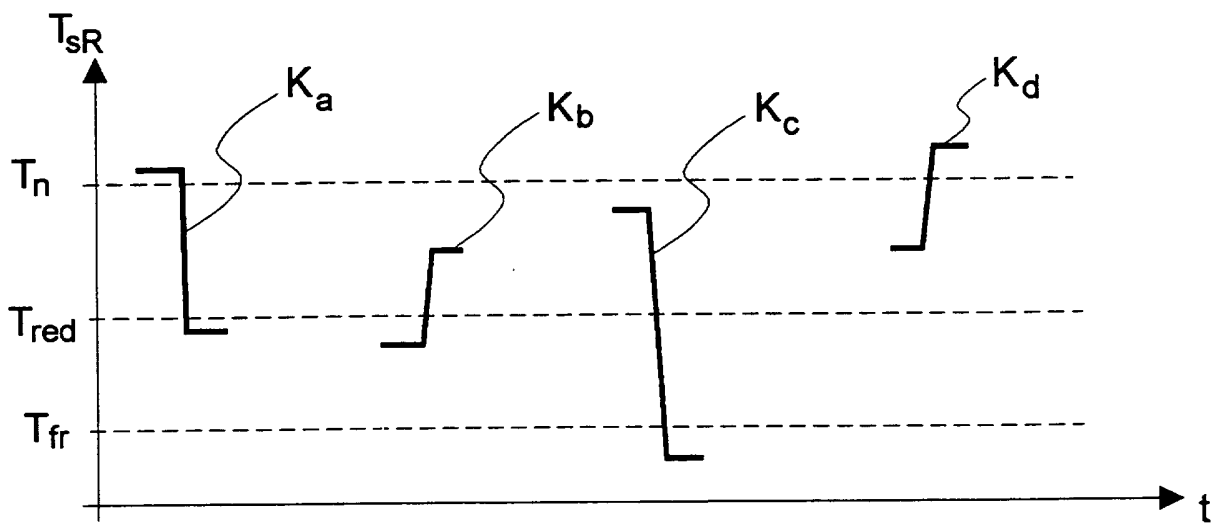 T_sR
K_a
K_b
K_c
K_d
T_n
T_red
T_fr
t